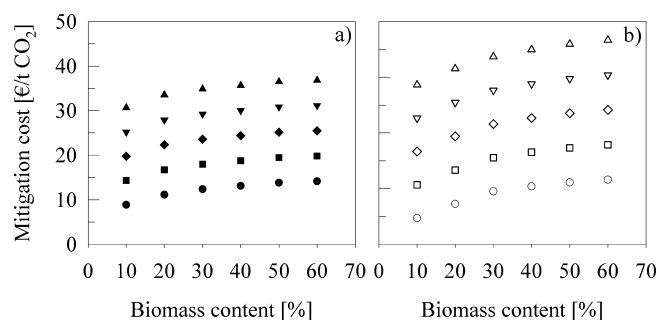 50
40
30
20
10
0
Mitigation cost [€/t CO₂]
a)
b)
0 10 20 30 40 50 60 70
0 10 20 30 40 50 60 70
Biomass content [%]
Biomass content [%]